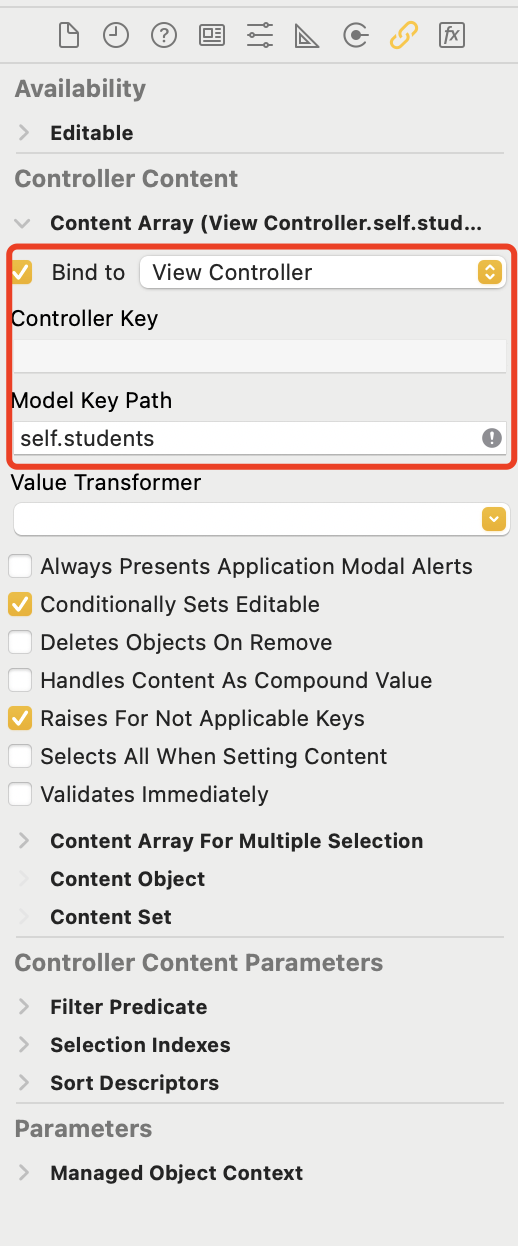 Availability
Editable
Controller Content
Content Array (View Controller.self.stud...
Bind to View Controller
Controller Key
Model Key Path
self.students
Value Transformer
Always Presents Application Modal Alerts
Conditionally Sets Editable
Deletes Objects On Remove
Handles Content As Compound Value
Raises For Not Applicable Keys
Selects All When Setting Content
Validates Immediately
Content Array For Multiple Selection
Content Object
Content Set
Controller Content Parameters
Filter Predicate
Selection Indexes
Sort Descriptors
Parameters
Managed Object Context